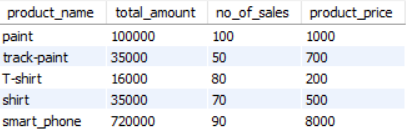 product_name total_amount no_of_sales product_price
paint 100000 100 1000
track-paint 35000 50 700
T-shirt 16000 80 200
shirt 35000 70 500
smart_phone 720000 90 8000